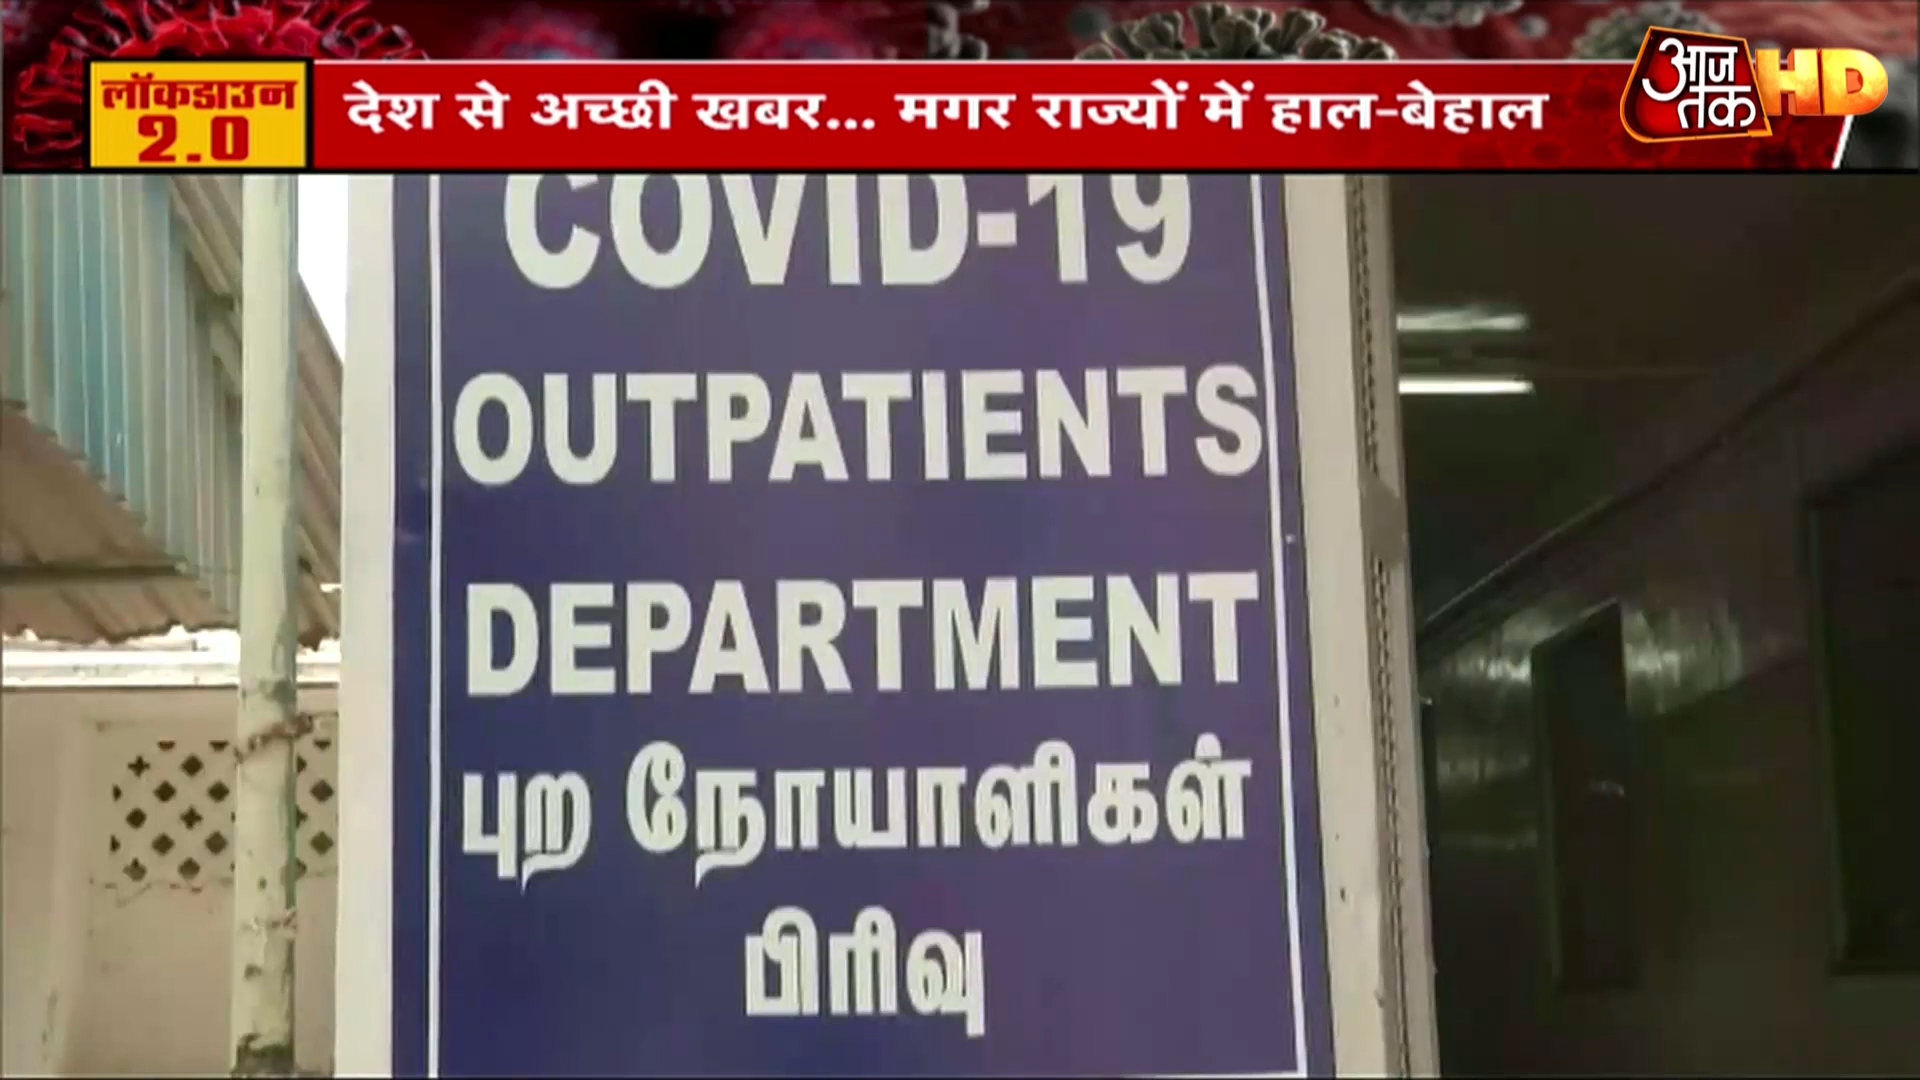 लॉकडाउन
2.0
देश से अच्छी खबर... मगर राज्यों में हाल-बेहाल
आज
तक
HD
COVID-19
OUTPATIENTS
DEPARTMENT
புற நோயாளிகள்
பிரிவு